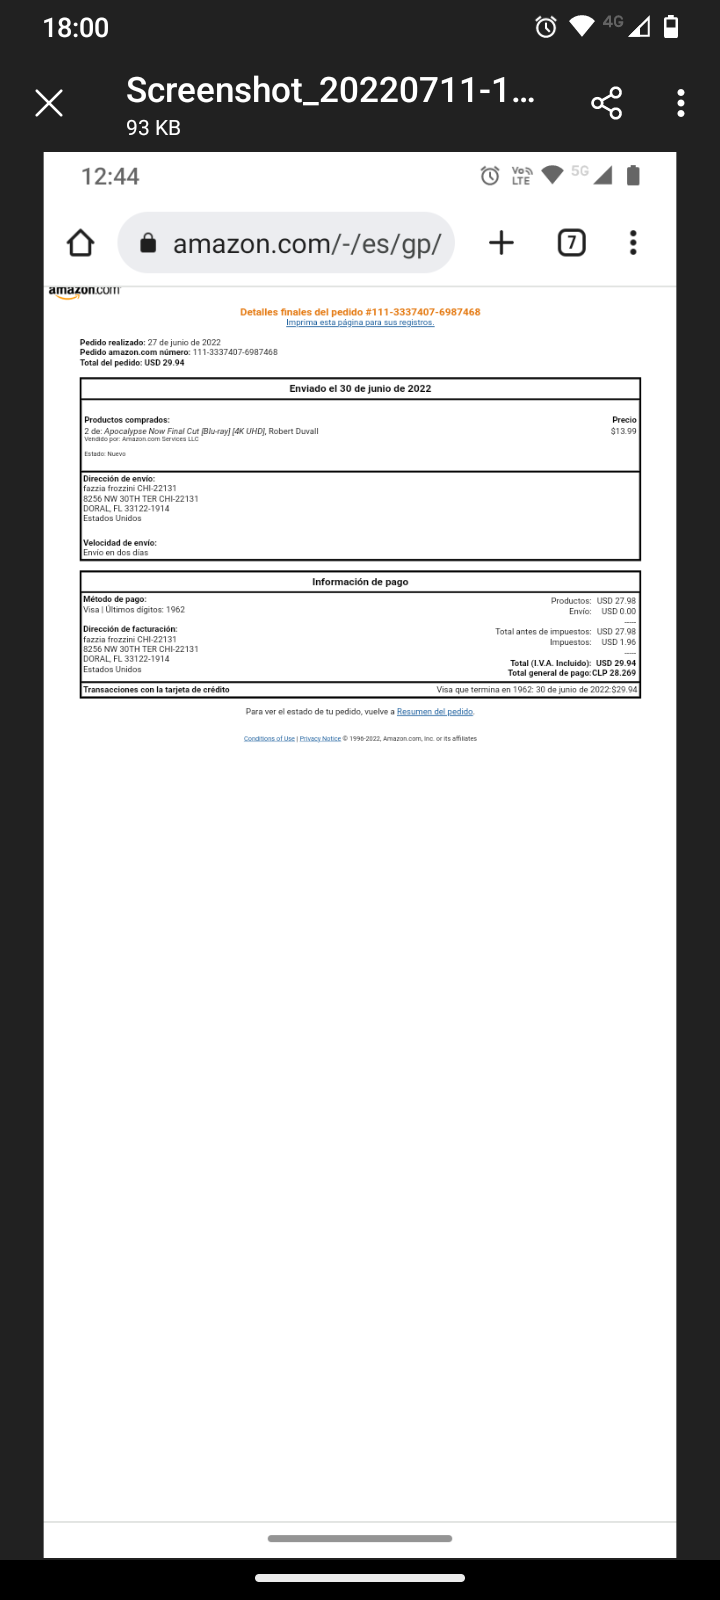 18:00
4G
Screenshot_20220711-1...
93 KB
12:44
Vo LTE
5G
amazon.com/-/es/gp/
7
amazon.com
Detalles finales del pedido #111-3337407-6987468
Imprima esta página para sus registros.
Pedido realizado: 27 de junio de 2022
Pedido amazon.com número: 111-3337407-6987468
Total del pedido: USD 29.94
Enviado el 30 de junio de 2022
Productos comprados: Precio
2 de: Apocalypse Now Final Cut [Blu-ray] [4K UHD], Robert Duvall $13.99
Vendido por: Amazon.com Services LLC
Estado: Nuevo
Dirección de envío:
fazzia frozzini CHI-22131
8256 NW 30TH TER CHI-22131
DORAL, FL 33122-1914
Estados Unidos
Velocidad de envío:
Envío en dos días
Información de pago
Método de pago:
Visa | Últimos dígitos: 1962
Dirección de facturación:
fazzia frozzini CHI-22131
8256 NW 30TH TER CHI-22131
DORAL, FL 33122-1914
Estados Unidos
Productos: USD 27.98
Envío: USD 0.00
-----
Total antes de impuestos: USD 27.98
Impuestos: USD 1.96
-----
Total (I.V.A. Incluido): USD 29.94
Total general de pago: CLP 28.269
Transacciones con la tarjeta de crédito Visa que termina en 1962: 30 de junio de 2022:$29.94
Para ver el estado de tu pedido, vuelve a Resumen del pedido.
Conditions of Use | Privacy Notice © 1996-2022, Amazon.com, Inc. or its affiliates